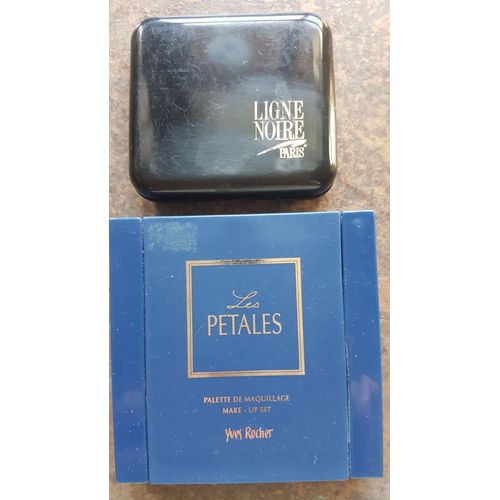 LIGNE
NOIRE
PARIS
Les
PETALES
PALETTE DE MAQUILLAGE
MAKE - UP SET
Yves Rocher